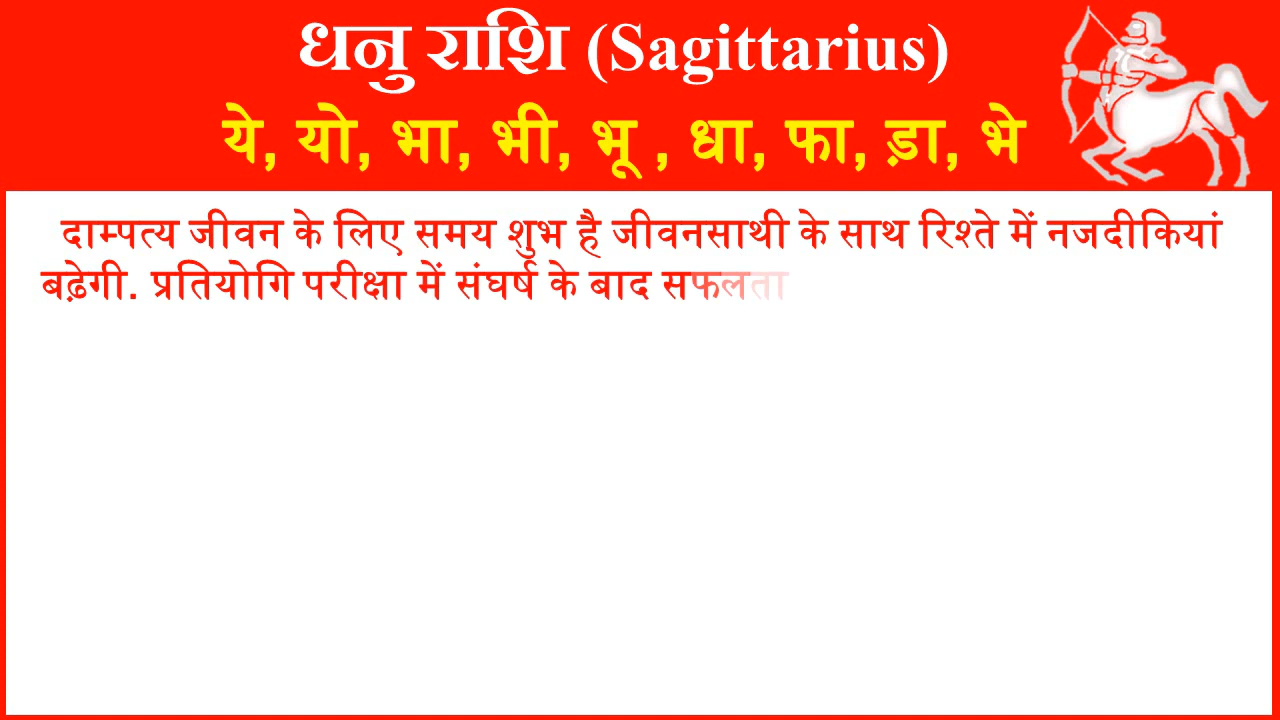 धनु राशि (Sagittarius)
ये, यो, भा, भी, भू , धा, फा, ड़ा, भे
दाम्पत्य जीवन के लिए समय शुभ है जीवनसाथी के साथ रिश्ते में नजदीकियां
बढ़ेगी. प्रतियोगि परीक्षा में संघर्ष के बाद सफलता